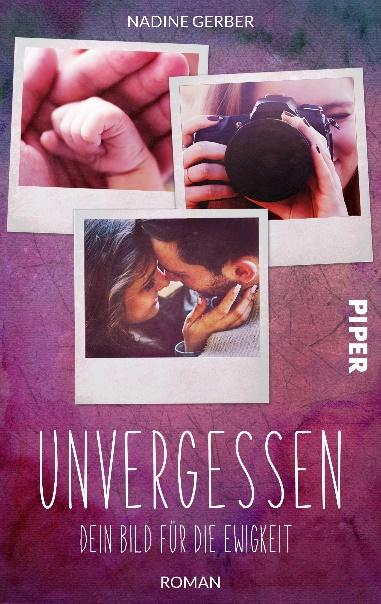 NADINE GERBER
PIPER
UNVERGESSEN
DEIN BILD FÜR DIE EWIGKEIT
ROMAN